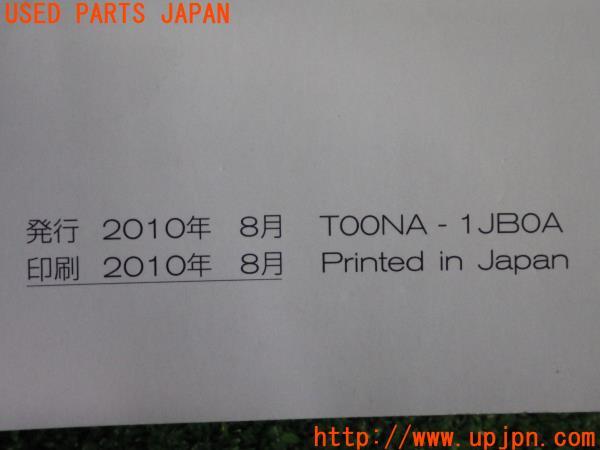 USED PARTS JAPAN
発行 2010年 8月 T00NA - 1JB0A
印刷 2010年 8月 Printed in Japan
http://www.upjpn.com